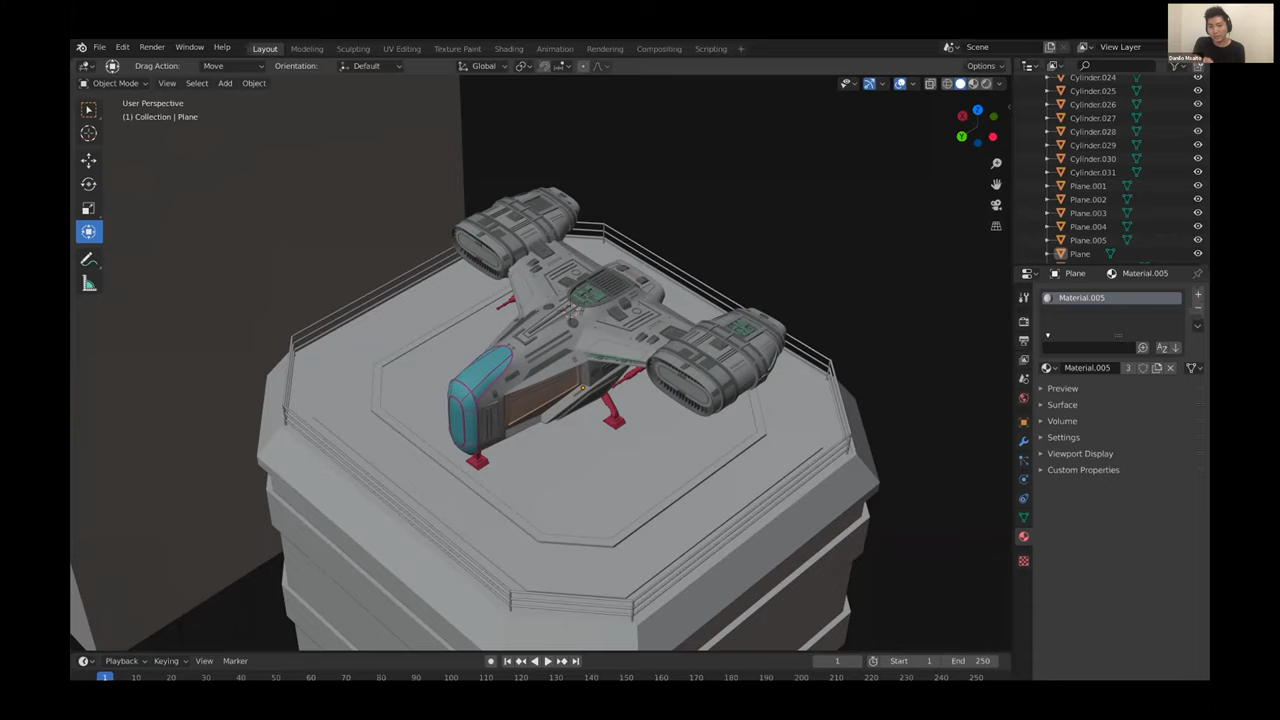 File Edit Render Window Help Layout Modeling Sculpting UV Editing Texture Paint Shading Animation Rendering Compositing Scripting + Scene View Layer
Drag Action: Move Orientation: Default Global Options
Object Mode View Select Add Object
User Perspective
(1) Collection | Plane
X
Y
Z
Cylinder.024
Cylinder.025
Cylinder.026
Cylinder.027
Cylinder.028
Cylinder.029
Cylinder.030
Cylinder.031
Plane.001
Plane.002
Plane.003
Plane.004
Plane.005
Plane
Plane Material.005
Material.005
Material.005 3
Preview
Surface
Volume
Settings
Viewport Display
Custom Properties
Playback Keying View Marker 1 Start 1 End 250
1 10 20 30 40 50 60 70 80 90 100 110 120 130 140 150 160 170 180 190 200 210 220 230 240 250